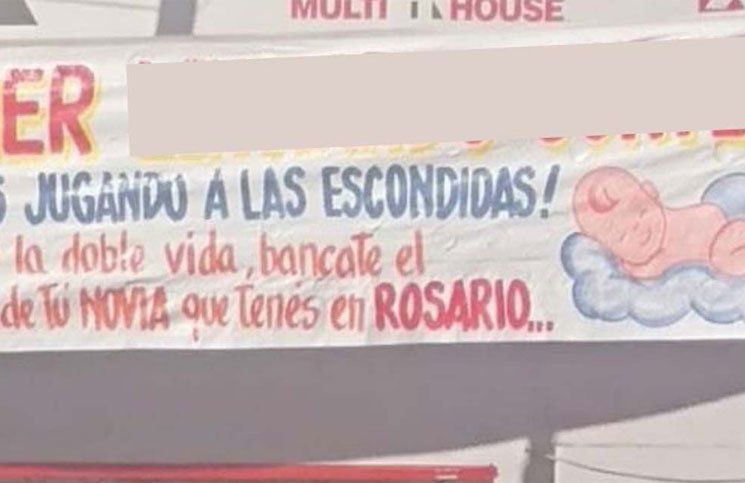 MULTI HOUSE
ER
JUGANDO A LAS ESCONDIDAS!
la doble vida, bancate el
de TU NOVIA que Tenés en ROSARIO...